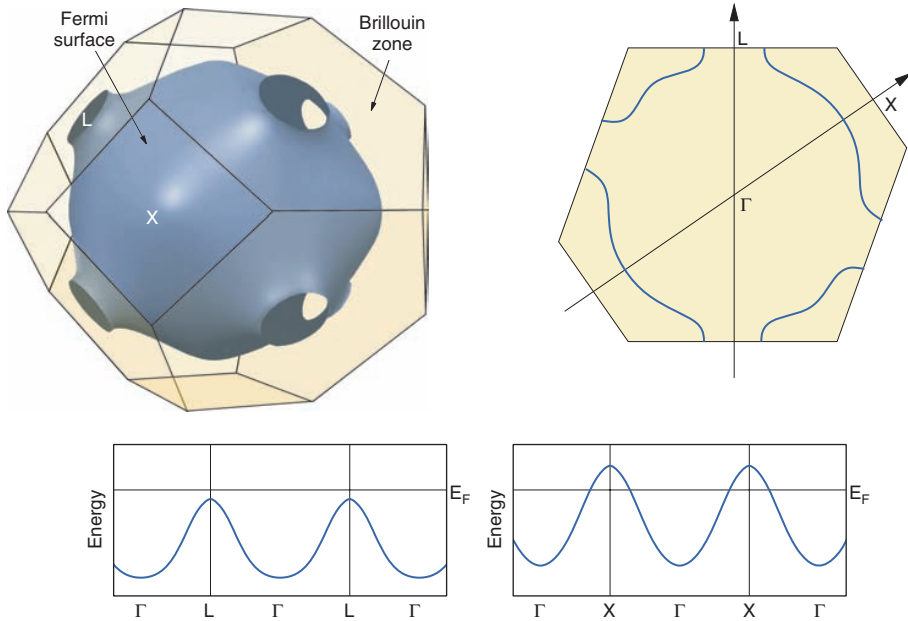 Fermi
surface
Brillouin
zone
L
X
L
X
Γ
Energy
E_F
Γ L Γ L Γ
Energy
E_F
Γ X Γ X Γ